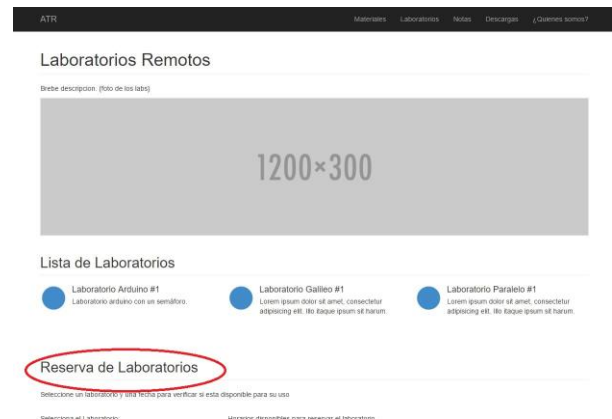 ATR Materiales Laboratorios Notas Descargas ¿Quienes somos?
Laboratorios Remotos
Brebe descripcion. (foto de los labs)
1200×300
Lista de Laboratorios
Laboratorio Arduino #1
Laboratorio arduino con un semáforo.
Laboratorio Galileo #1
Lorem ipsum dolor sit amet, consectetur
adipisicing elit. Illo itaque ipsum sit harum.
Laboratorio Paralelo #1
Lorem ipsum dolor sit amet, consectetur
adipisicing elit. Illo itaque ipsum sit harum.
Reserva de Laboratorios
Seleccione un laboratorio y una fecha para verificar si esta disponible para su uso
Selecciona el Laboratorio: Horarios disponibles para reservar el laboratorio